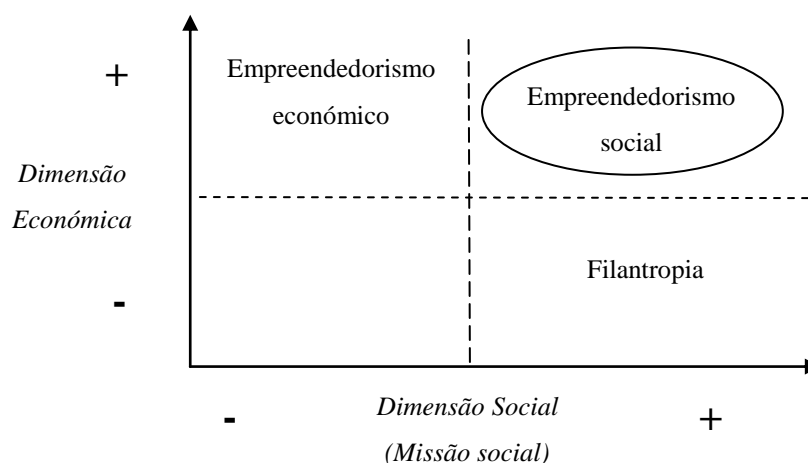 Empreendedorismo
económico
Empreendedorismo
social
+
Dimensão
Económica
-
Filantropia
-
Dimensão Social
(Missão social)
+